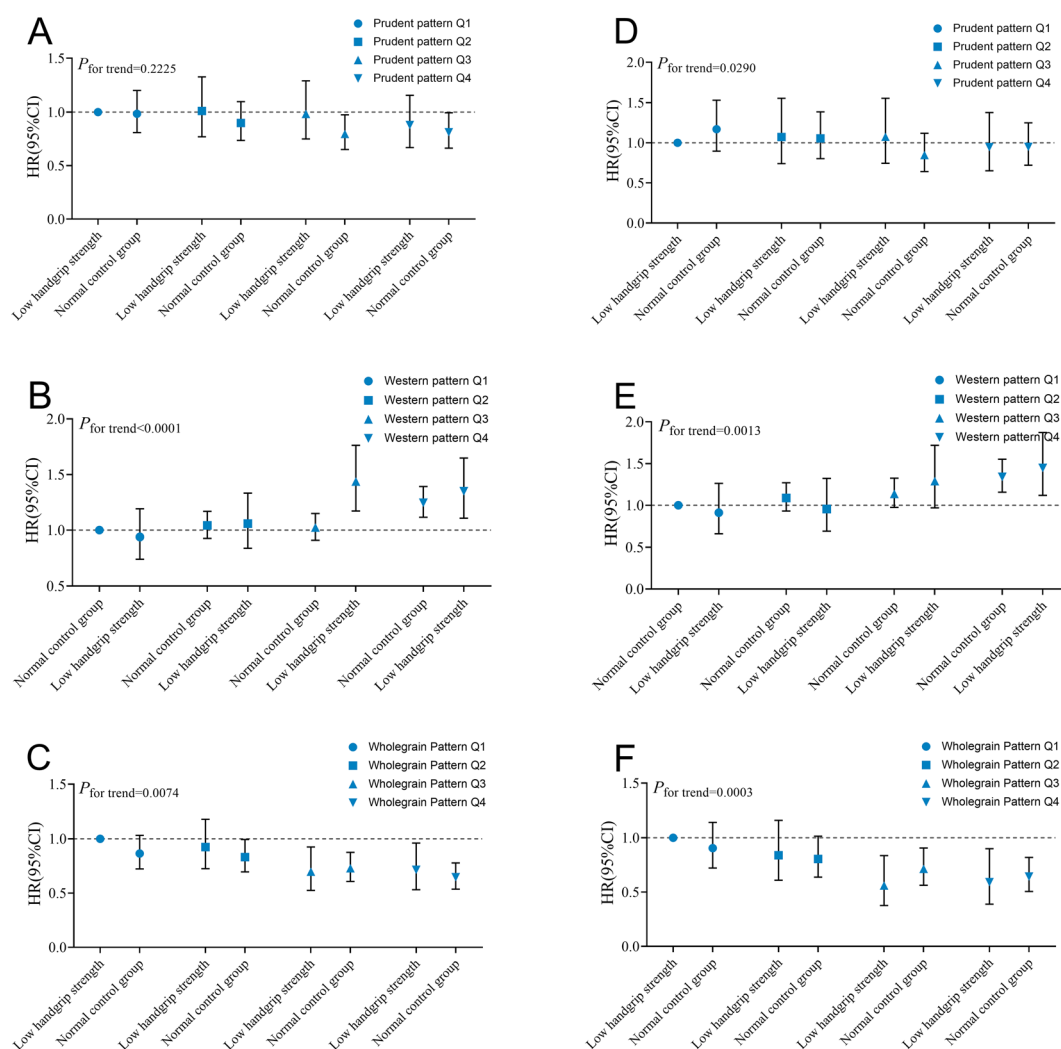 A
Prudent pattern Q1
Prudent pattern Q2
Prudent pattern Q3
Prudent pattern Q4
P for trend=0.2225
HR(95%CI)
1.5
1.0
0.5
0.0
Low handgrip strength
Normal control group
Low handgrip strength
Normal control group
Low handgrip strength
Normal control group
Low handgrip strength
Normal control group
D
Prudent pattern Q1
Prudent pattern Q2
Prudent pattern Q3
Prudent pattern Q4
P for trend=0.0290
HR(95%CI)
2.0
1.5
1.0
0.5
0.0
Low handgrip strength
Normal control group
Low handgrip strength
Normal control group
Low handgrip strength
Normal control group
Low handgrip strength
Normal control group
B
Western pattern Q1
Western pattern Q2
Western pattern Q3
Western pattern Q4
P for trend<0.0001
HR(95%CI)
2.0
1.5
1.0
0.5
Normal control group
Low handgrip strength
Normal control group
Low handgrip strength
Normal control group
Low handgrip strength
Normal control group
Low handgrip strength
E
Western pattern Q1
Western pattern Q2
Western pattern Q3
Western pattern Q4
P for trend=0.0013
HR(95%CI)
2.0
1.5
1.0
0.5
0.0
Normal control group
Low handgrip strength
Normal control group
Low handgrip strength
Normal control group
Low handgrip strength
Normal control group
Low handgrip strength
C
Wholegrain Pattern Q1
Wholegrain Pattern Q2
Wholegrain Pattern Q3
Wholegrain Pattern Q4
P for trend=0.0074
HR(95%CI)
1.5
1.0
0.5
0.0
Low handgrip strength
Normal control group
Low handgrip strength
Normal control group
Low handgrip strength
Normal control group
Low handgrip strength
Normal control group
F
Wholegrain Pattern Q1
Wholegrain Pattern Q2
Wholegrain Pattern Q3
Wholegrain Pattern Q4
P for trend=0.0003
HR(95%CI)
1.5
1.0
0.5
0.0
Low handgrip strength
Normal control group
Low handgrip strength
Normal control group
Low handgrip strength
Normal control group
Low handgrip strength
Normal control group